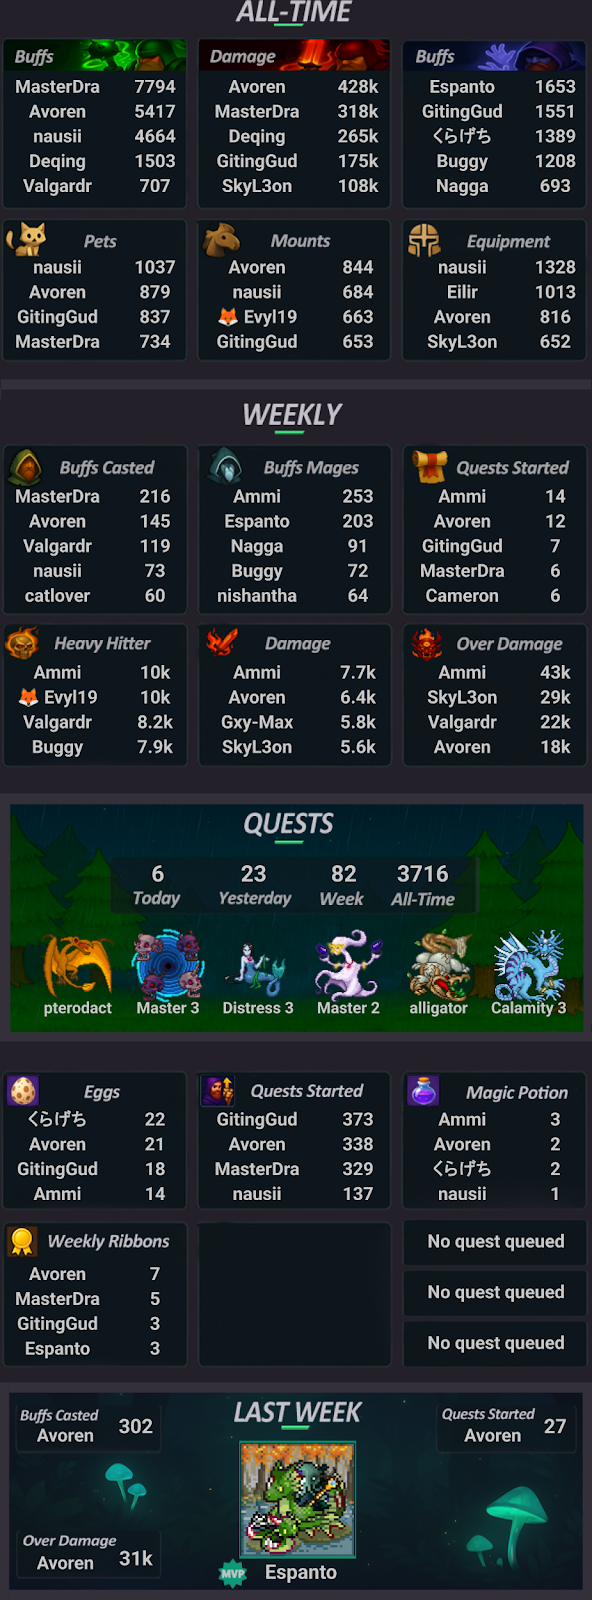 ALL-TIME
Buffs
MasterDra 7794
Avoren 5417
nausii 4664
Deqing 1503
Valgardr 707
Damage
Avoren 428k
MasterDra 318k
Deqing 265k
GitingGud 175k
SkyL3on 108k
Buffs
Espanto 1653
GitingGud 1551
くらげち 1389
Buggy 1208
Nagga 693
Pets
nausii 1037
Avoren 879
GitingGud 837
MasterDra 734
Mounts
Avoren 844
nausii 684
🦊 Evyl19 663
GitingGud 653
Equipment
nausii 1328
Eilir 1013
Avoren 816
SkyL3on 652
WEEKLY
Buffs Casted
MasterDra 216
Avoren 145
Valgardr 119
nausii 73
catlover 60
Buffs Mages
Ammi 253
Espanto 203
Nagga 91
Buggy 72
nishantha 64
Quests Started
Ammi 14
Avoren 12
GitingGud 7
MasterDra 6
Cameron 6
Heavy Hitter
Ammi 10k
🦊 Evyl19 10k
Valgardr 8.2k
Buggy 7.9k
Damage
Ammi 7.7k
Avoren 6.4k
Gxy-Max 5.8k
SkyL3on 5.6k
Over Damage
Ammi 43k
SkyL3on 29k
Valgardr 22k
Avoren 18k
QUESTS
6 23 82 3716
Today Yesterday Week All-Time
pterodact Master 3 Distress 3 Master 2 alligator Calamity 3
Eggs
くらげち 22
Avoren 21
GitingGud 18
Ammi 14
Quests Started
GitingGud 373
Avoren 338
MasterDra 329
nausii 137
Magic Potion
Ammi 3
Avoren 2
くらげち 2
nausii 1
Weekly Ribbons
Avoren 7
MasterDra 5
GitingGud 3
Espanto 3
No quest queued
No quest queued
No quest queued
LAST WEEK
Buffs Casted
Avoren 302
Quests Started
Avoren 27
Over Damage
Avoren 31k
MVP Espanto